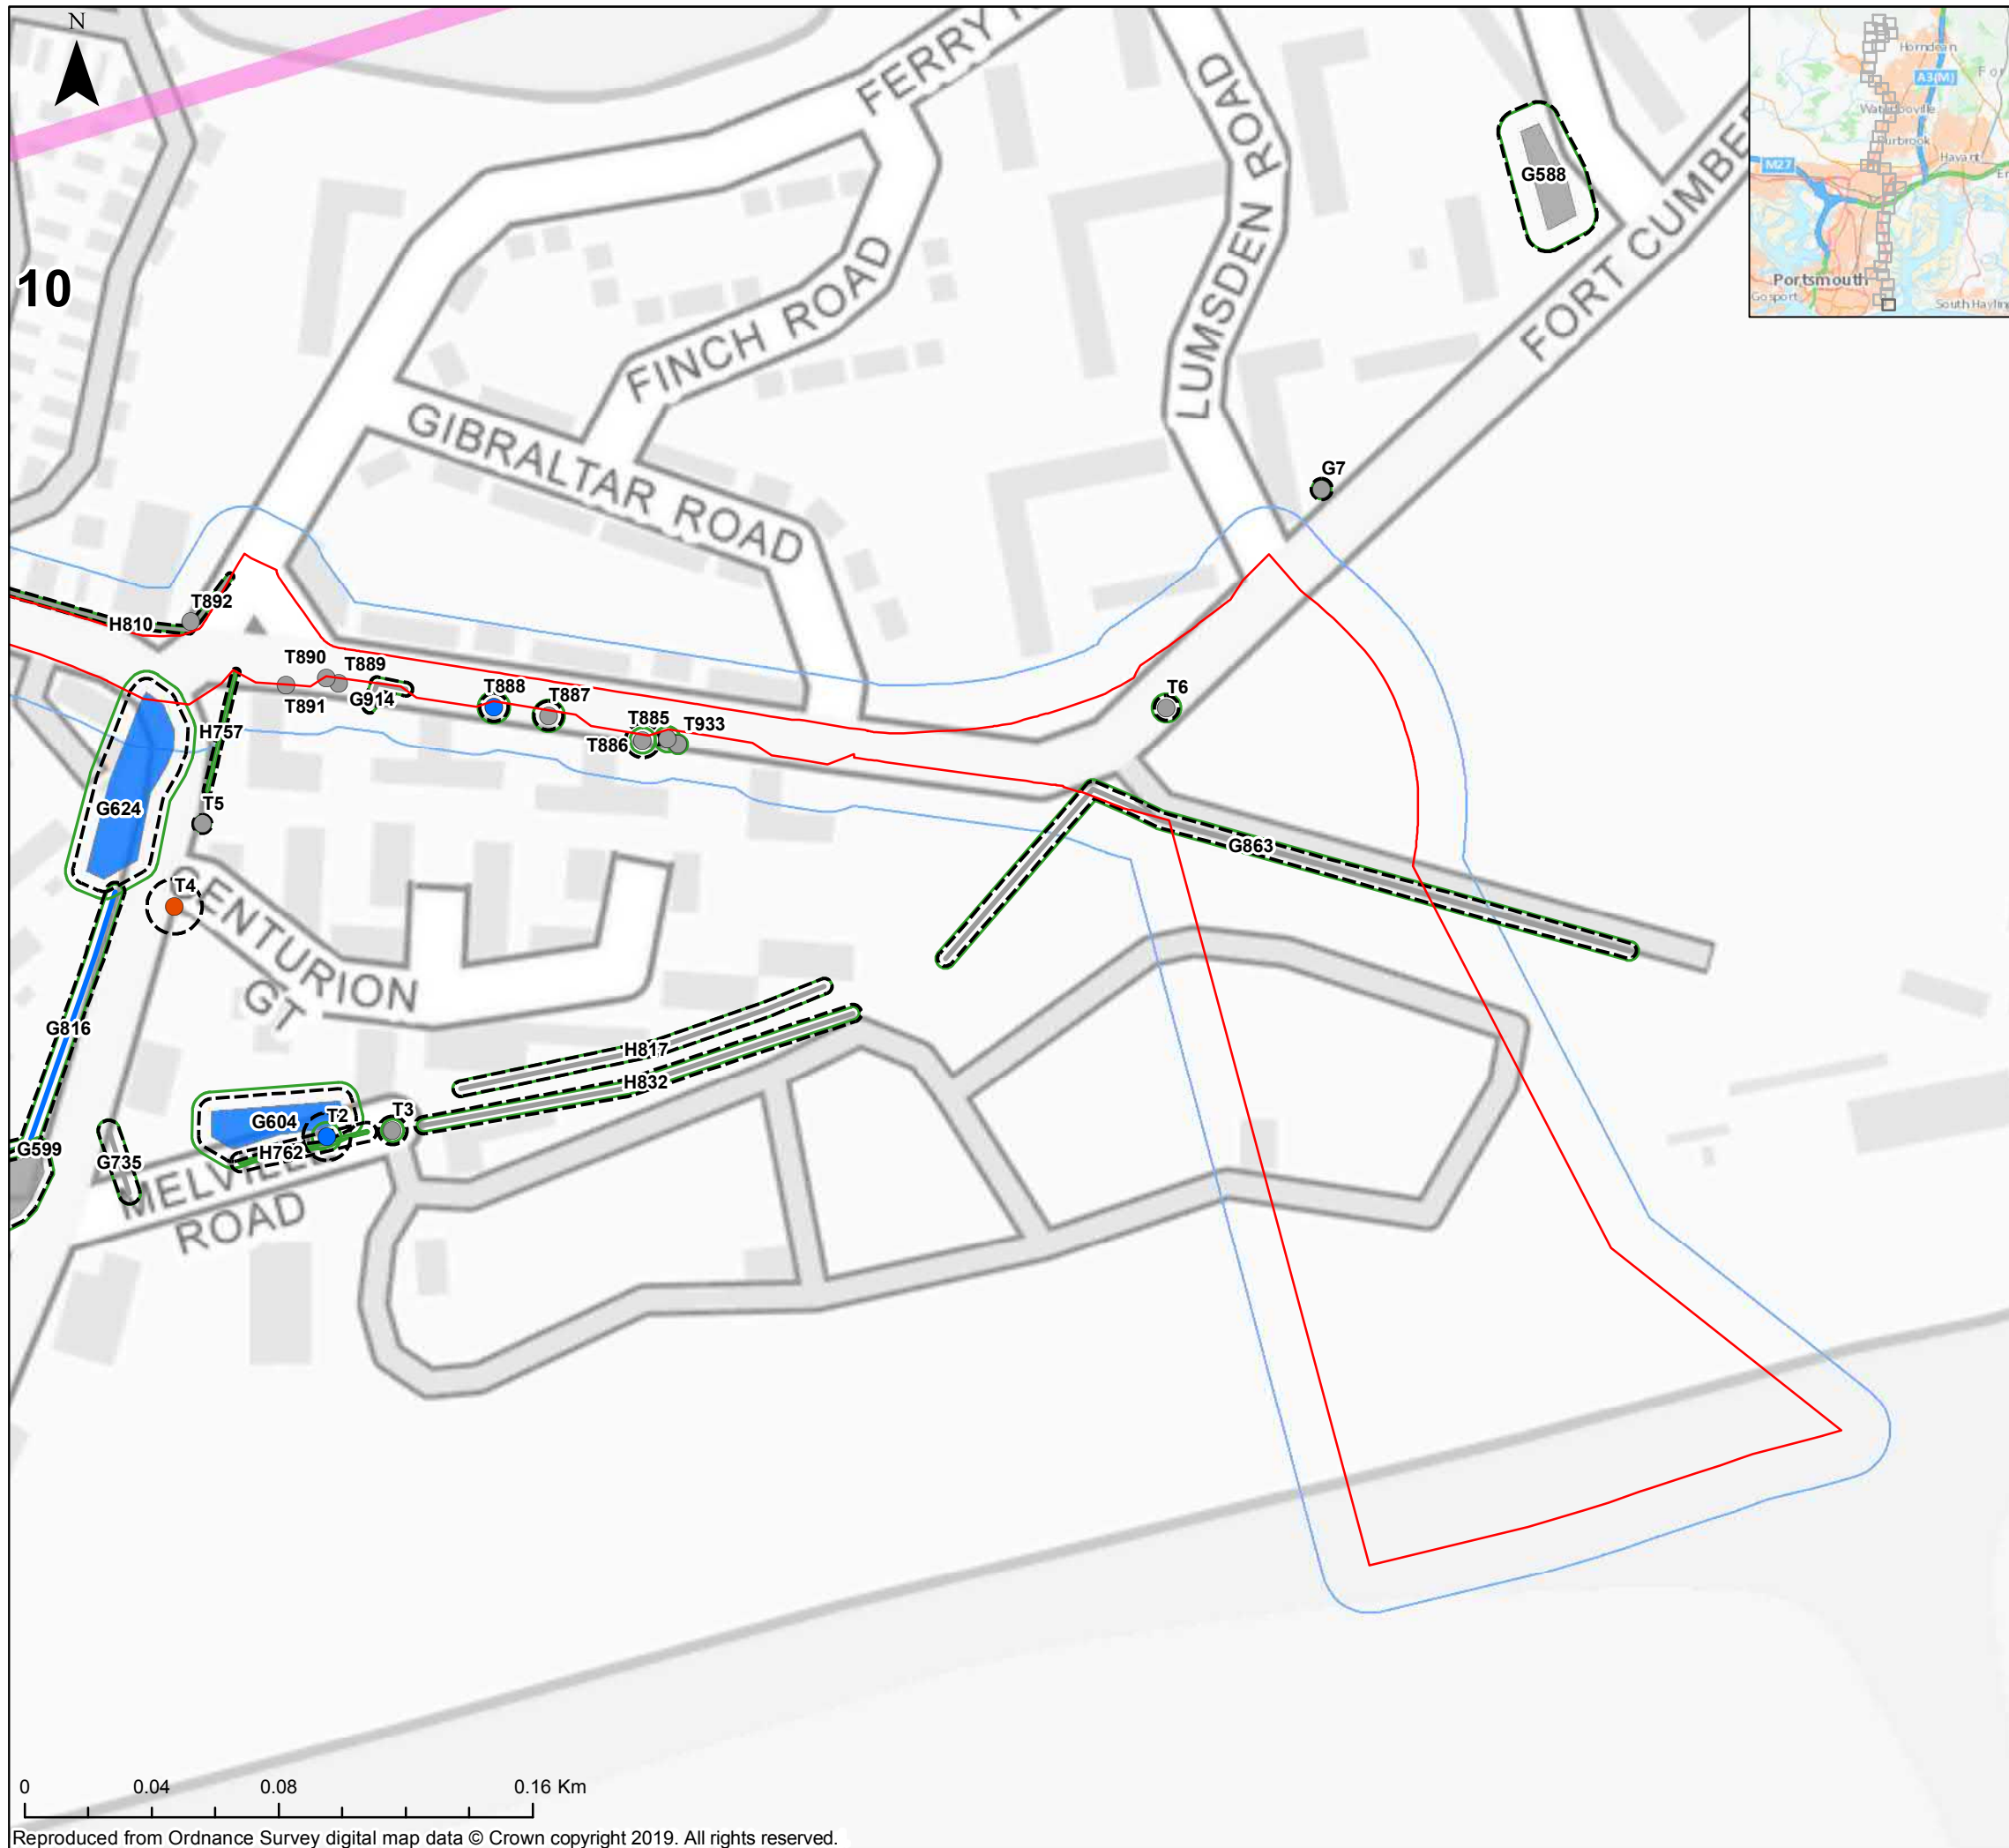 N
10
FERRY
LUMSDEN ROAD
FORT CUMBE
FINCH ROAD
GIBRALTAR ROAD
G588
G7
Horndean
A3(M)
Waterlooville
Purbrook
Havant
M27
Portsmouth
Gosport
South Hayling
T892
H810
T890
T889
T891
G914
T888
T887
T885
T933
T886
T6
H757
G624
T5
T4
G863
CENTURION
GT
G816
H817
H832
G604
T2
T3
G599
G735
H762
MELVILLE
ROAD
0 0.04 0.08 0.16 Km
Reproduced from Ordnance Survey digital map data © Crown copyright 2019. All rights reserved.